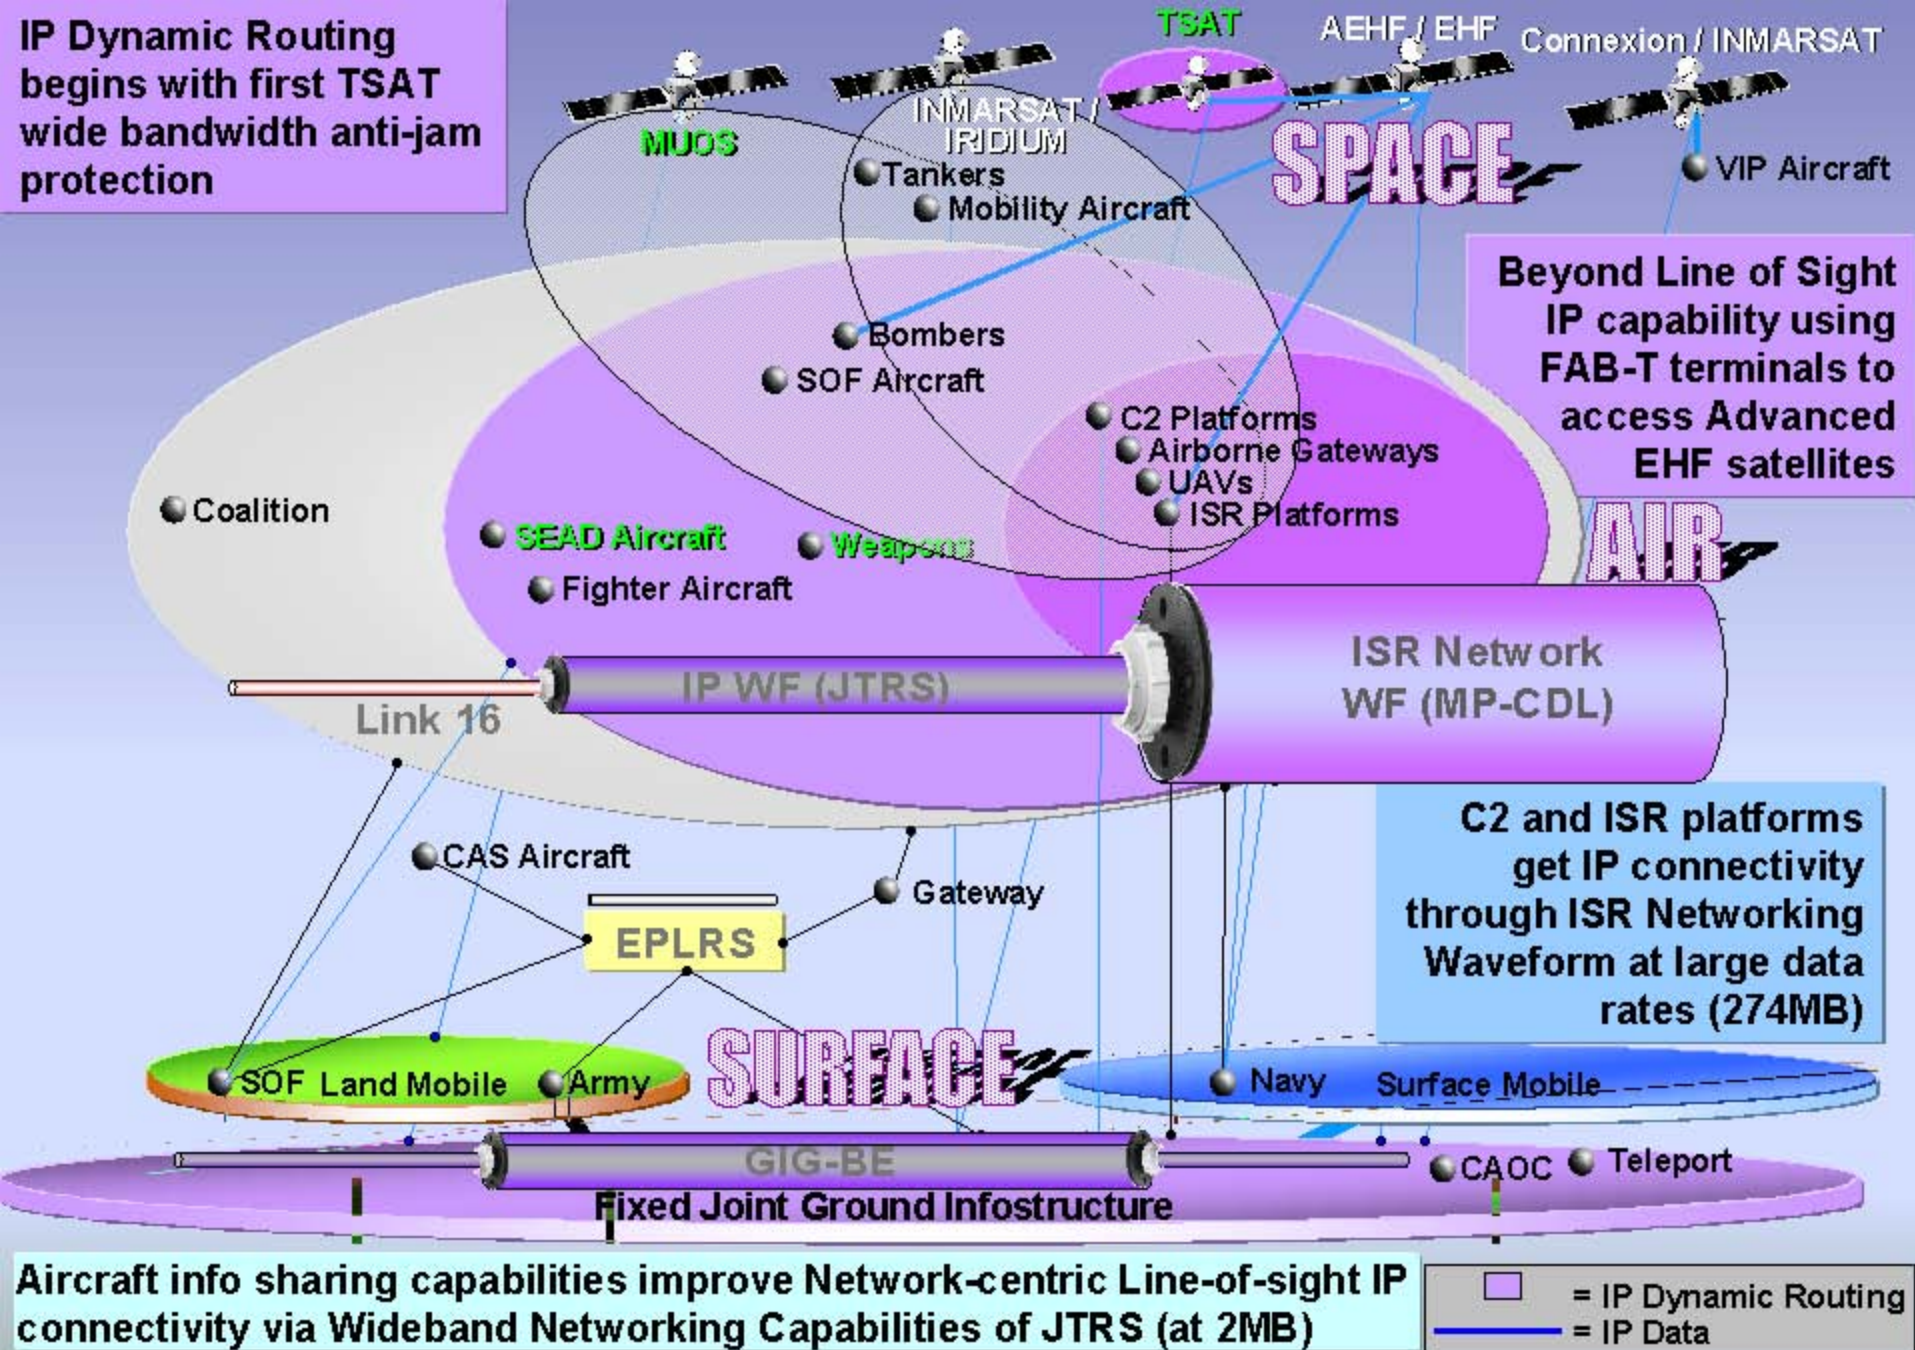 IP Dynamic Routing
begins with first TSAT
wide bandwidth anti-jam
protection
TSAT
AEHF / EHF
Connexion / INMARSAT
MUOS
INMARSAT /
IRIDIUM
SPACE
Tankers
Mobility Aircraft
VIP Aircraft
Beyond Line of Sight
IP capability using
FAB-T terminals to
access Advanced
EHF satellites
Bombers
SOF Aircraft
C2 Platforms
Airborne Gateways
UAVs
ISR Platforms
Coalition
SEAD Aircraft
Weapons
Fighter Aircraft
AIR
ISR Network
WF (MP-CDL)
IP WF (JTRS)
Link 16
C2 and ISR platforms
get IP connectivity
through ISR Networking
Waveform at large data
rates (274MB)
CAS Aircraft
Gateway
EPLRS
SURFACE
SOF Land Mobile
Army
Navy
Surface Mobile
GIG-BE
CAOC
Teleport
Fixed Joint Ground Infostructure
Aircraft info sharing capabilities improve Network-centric Line-of-sight IP
connectivity via Wideband Networking Capabilities of JTRS (at 2MB)
= IP Dynamic Routing
= IP Data